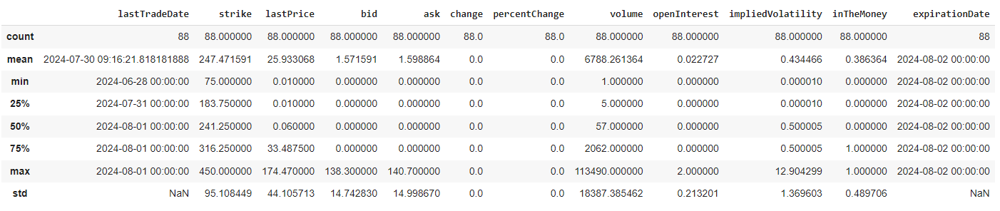 lastTradeDate strike lastPrice bid ask change percentChange volume openInterest impliedVolatility inTheMoney expirationDate
count 88 88.000000 88.000000 88.000000 88.000000 88.0 88.0 88.000000 88.000000 88.000000 88.000000 88
mean 2024-07-30 09:16:21.818181888 247.471591 25.933068 1.571591 1.598864 0.0 0.0 6788.261364 0.022727 0.434466 0.386364 2024-08-02 00:00:00
min 2024-06-28 00:00:00 75.000000 0.010000 0.000000 0.000000 0.0 0.0 1.000000 0.000000 0.000010 0.000000 2024-08-02 00:00:00
25% 2024-07-31 00:00:00 183.750000 0.010000 0.000000 0.000000 0.0 0.0 5.000000 0.000000 0.000010 0.000000 2024-08-02 00:00:00
50% 2024-08-01 00:00:00 241.250000 0.060000 0.000000 0.000000 0.0 0.0 57.000000 0.000000 0.500005 0.000000 2024-08-02 00:00:00
75% 2024-08-01 00:00:00 316.250000 33.487500 0.000000 0.000000 0.0 0.0 2062.000000 0.000000 0.500005 1.000000 2024-08-02 00:00:00
max 2024-08-01 00:00:00 450.000000 174.470000 138.300000 140.700000 0.0 0.0 113490.000000 2.000000 12.904299 1.000000 2024-08-02 00:00:00
std NaN 95.108449 44.105713 14.742830 14.998670 0.0 0.0 18387.385462 0.213201 1.369603 0.489706 NaN